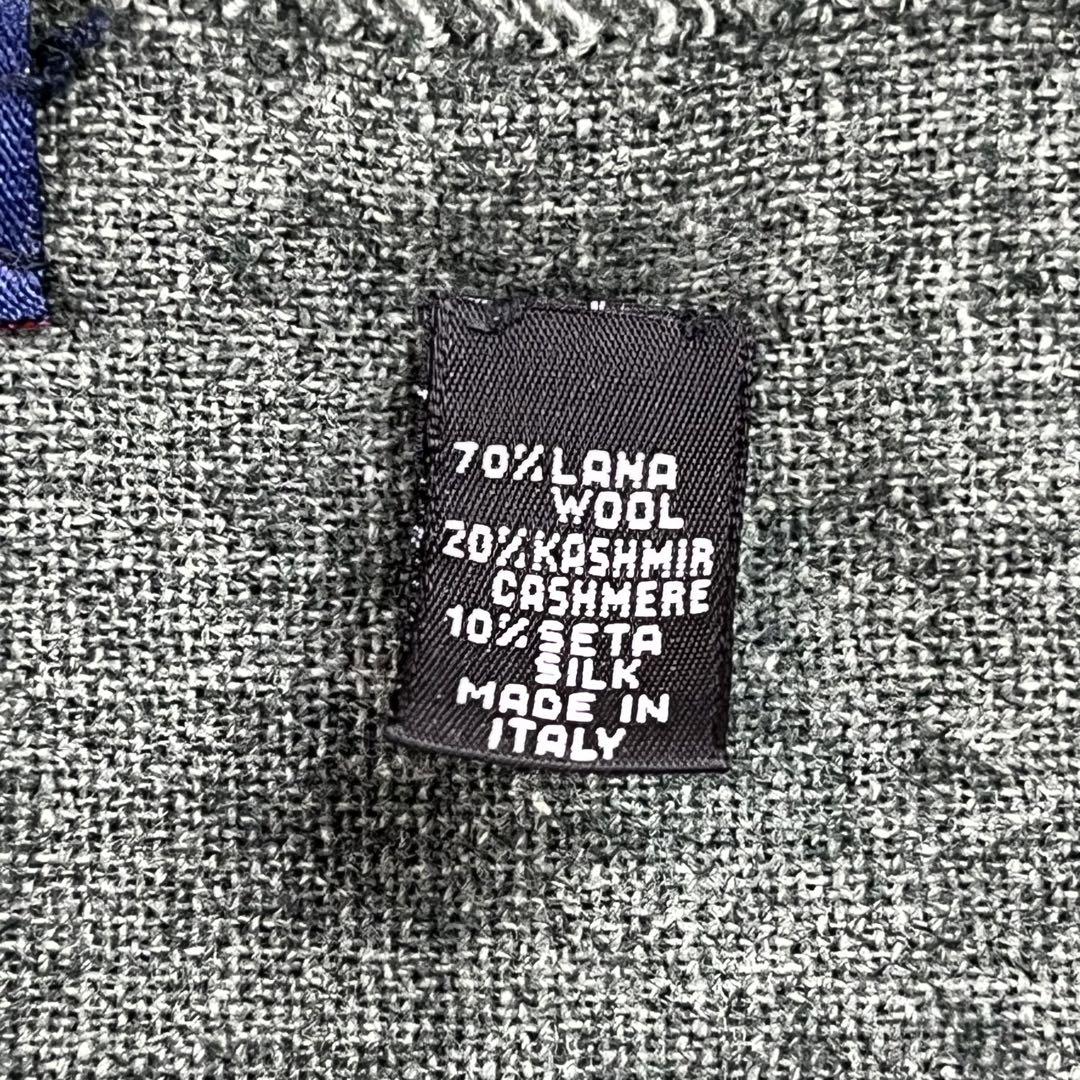 70% LANA
WOOL
20% KASHMIR
CASHMERE
10% SETA
SILK
MADE IN
ITALY